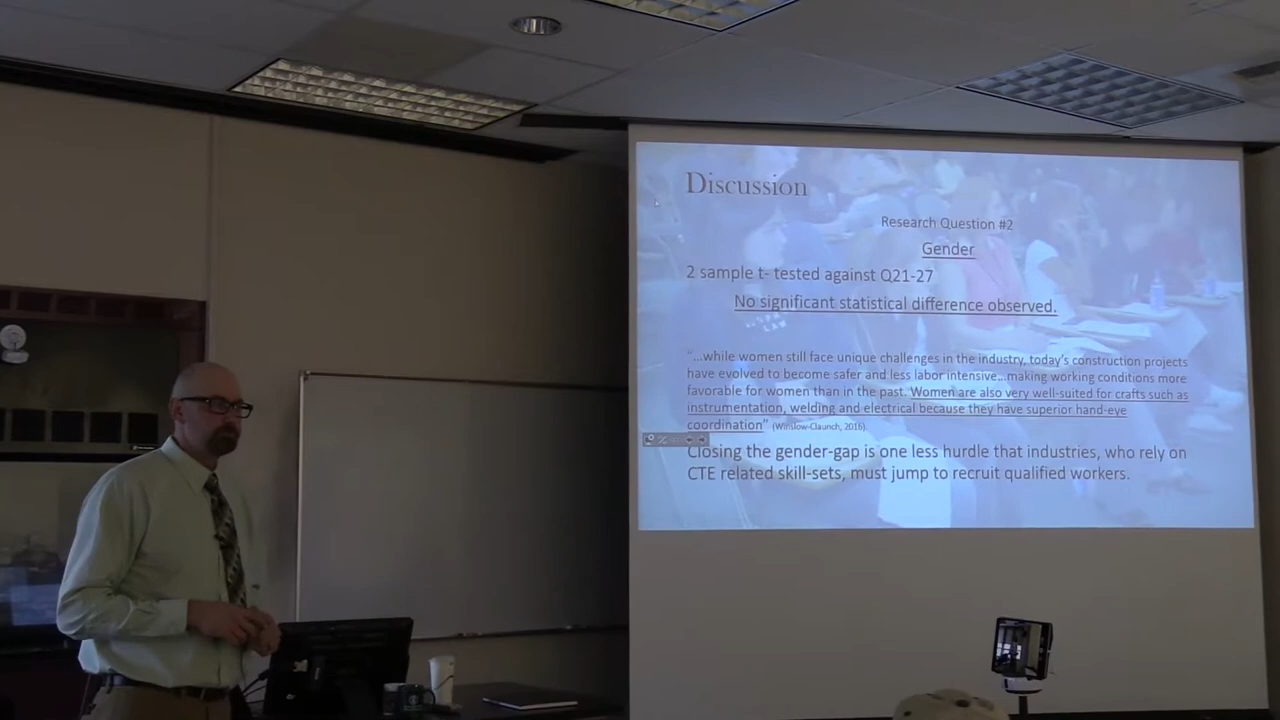 Discussion
Research Question #2
Gender
2 sample t- tested against Q21-27
No significant statistical difference observed.
"...while women still face unique challenges in the industry, today's construction projects
have evolved to become safer and less labor intensive...making working conditions more
favorable for women than in the past. Women are also very well-suited for crafts such as
instrumentation, welding and electrical because they have superior hand-eye
coordination" (Winslow-Claunch, 2016).
Closing the gender-gap is one less hurdle that industries, who rely on
CTE related skill-sets, must jump to recruit qualified workers.
LAW